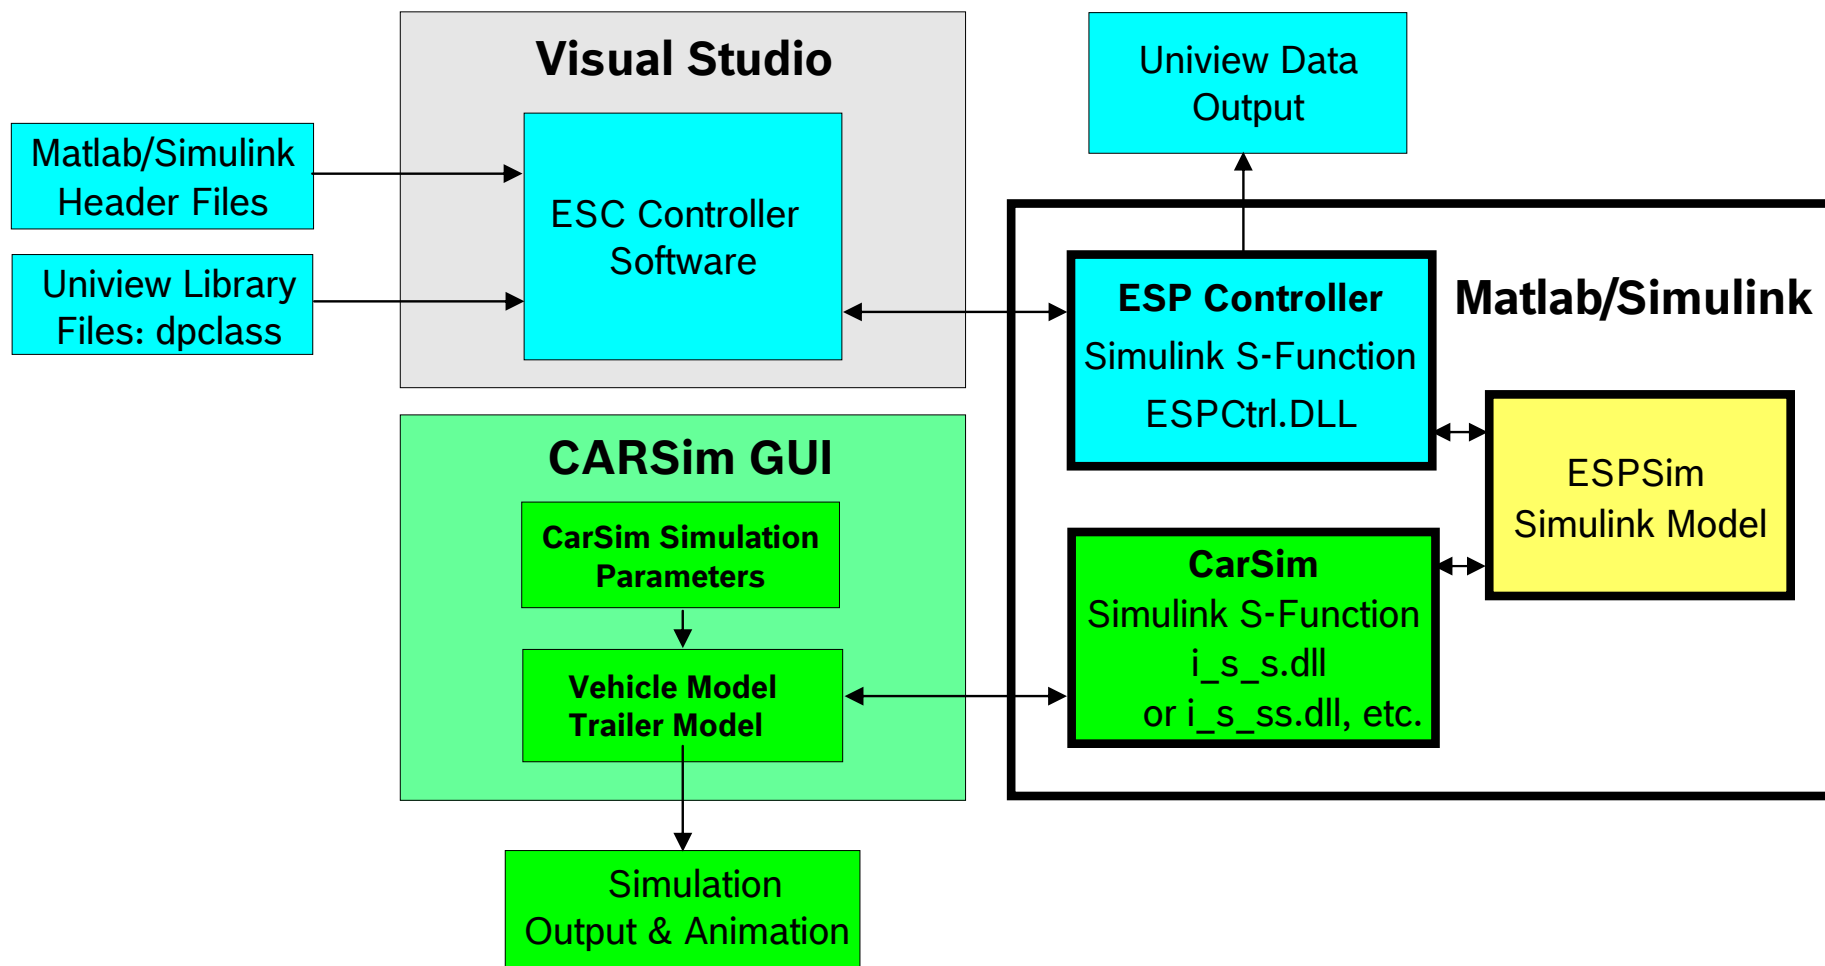 Visual Studio
Uniview Data
Output
Matlab/Simulink
Header Files
ESC Controller
Software
Uniview Library
Files: dpclass
ESP Controller
Simulink S-Function
ESPCtrl.DLL
Matlab/Simulink
ESPSim
Simulink Model
CARSim GUI
CarSim Simulation
Parameters
Vehicle Model
Trailer Model
CarSim
Simulink S-Function
i_s_s.dll
or i_s_ss.dll, etc.
Simulation
Output & Animation